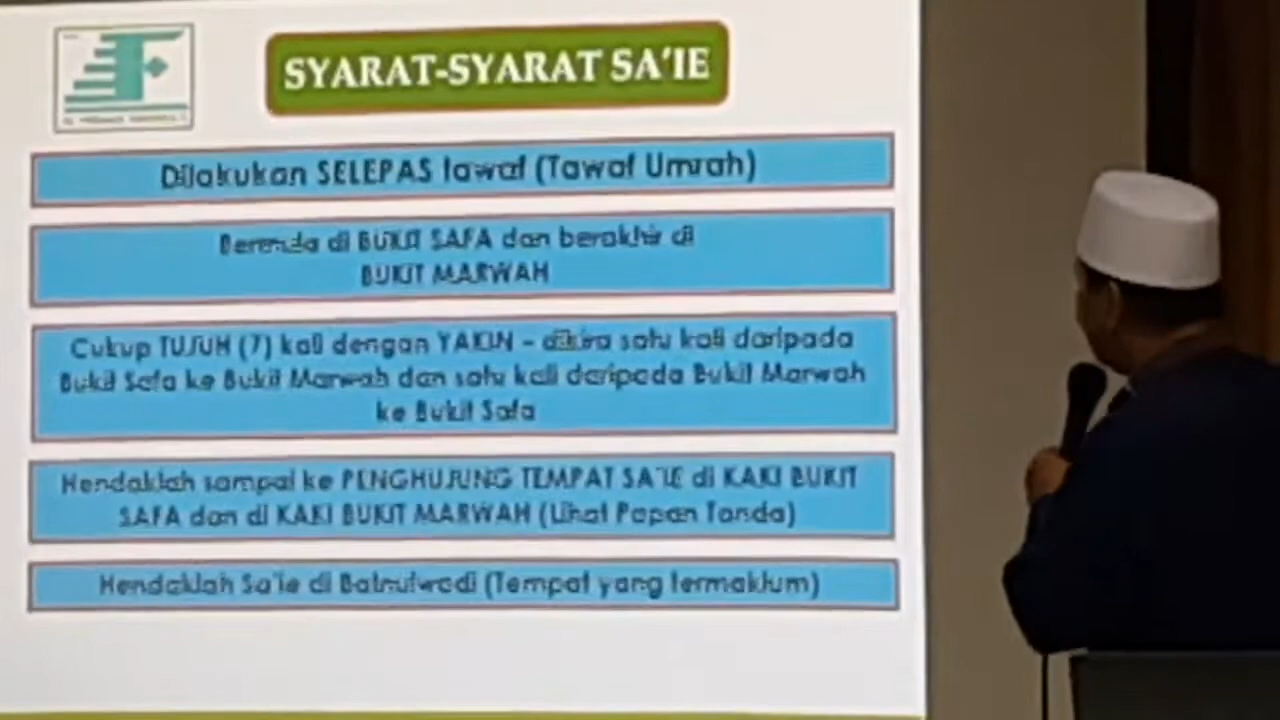 SYARAT-SYARAT SA'IE
Dilakukan SELEPAS tawaf (Tawaf Umrah)
Bermula di BUKIT SAFA dan berakhir di
BUKIT MARWAH
Cukup TUJUH (7) kali dengan YAKIN – dikira satu kali daripada
Bukit Safa ke Bukit Marwah dan satu kali daripada Bukit Marwah
ke Bukit Safa
Hendaklah sampai ke PENGHUJUNG TEMPAT SA'IE di KAKI BUKIT
SAFA dan di KAKI BUKIT MARWAH (Lihat Papan Tanda)
Hendaklah Sa'ie di Batnulwadi (Tempat yang termaklum)